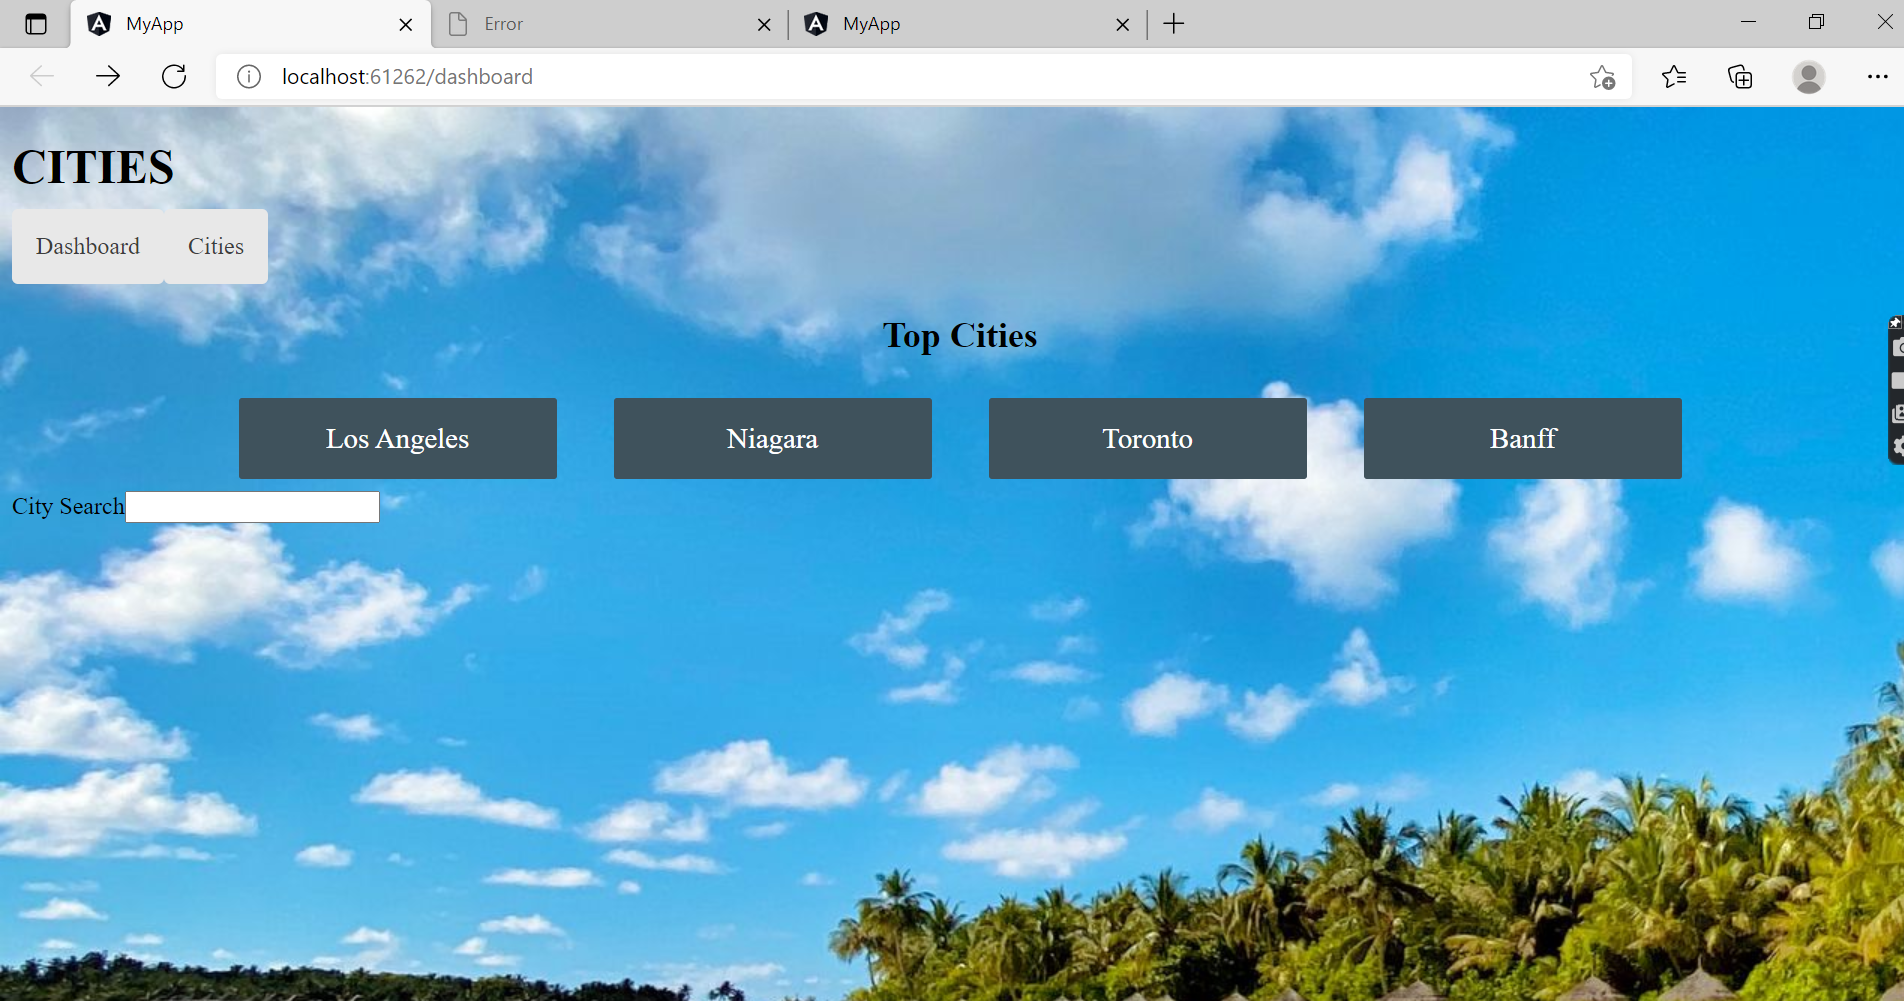 MyApp
Error
MyApp
localhost:61262/dashboard
CITIES
Dashboard
Cities
Top Cities
Los Angeles
Niagara
Toronto
Banff
City Search